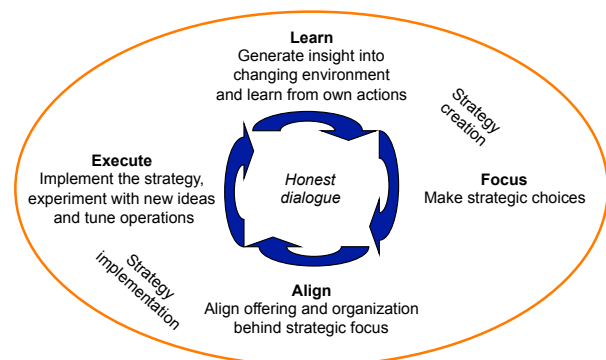 Learn
Generate insight into
changing environment
and learn from own actions
Strategy
creation
Execute
Implement the strategy,
experiment with new ideas
and tune operations
Honest
dialogue
Focus
Make strategic choices
Strategy
implementation
Align
Align offering and organization
behind strategic focus